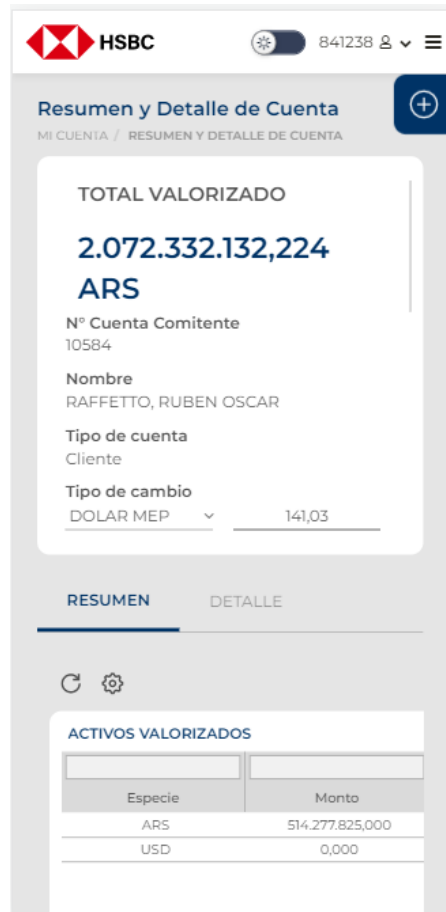 HSBC
841238
Resumen y Detalle de Cuenta
MI CUENTA / RESUMEN Y DETALLE DE CUENTA
TOTAL VALORIZADO
2.072.332.132,224
ARS
N° Cuenta Comitente
10584
Nombre
RAFFETTO, RUBEN OSCAR
Tipo de cuenta
Cliente
Tipo de cambio
DOLAR MEP 141,03
RESUMEN DETALLE
ACTIVOS VALORIZADOS
Especie Monto
ARS 514.277.825,000
USD 0,000